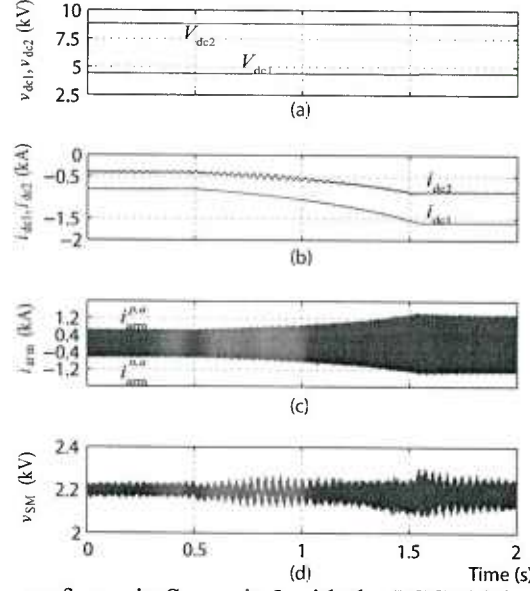 v_dc1, v_dc2 (kV)
10
7.5
5
2.5
V_dc2
V_dc1
(a)
i_dc1, i_dc2 (kA)
0
−0.5
−1.5
−2
i_dc2
i_dc1
(b)
i_arm (kA)
1.2
0.4
−0.4
−1.2
i_arm^p,a
i_arm^n,a
(c)
v_SM (kV)
2.4
2.2
2
0 0.5 1 1.5 2
(d) Time (s)